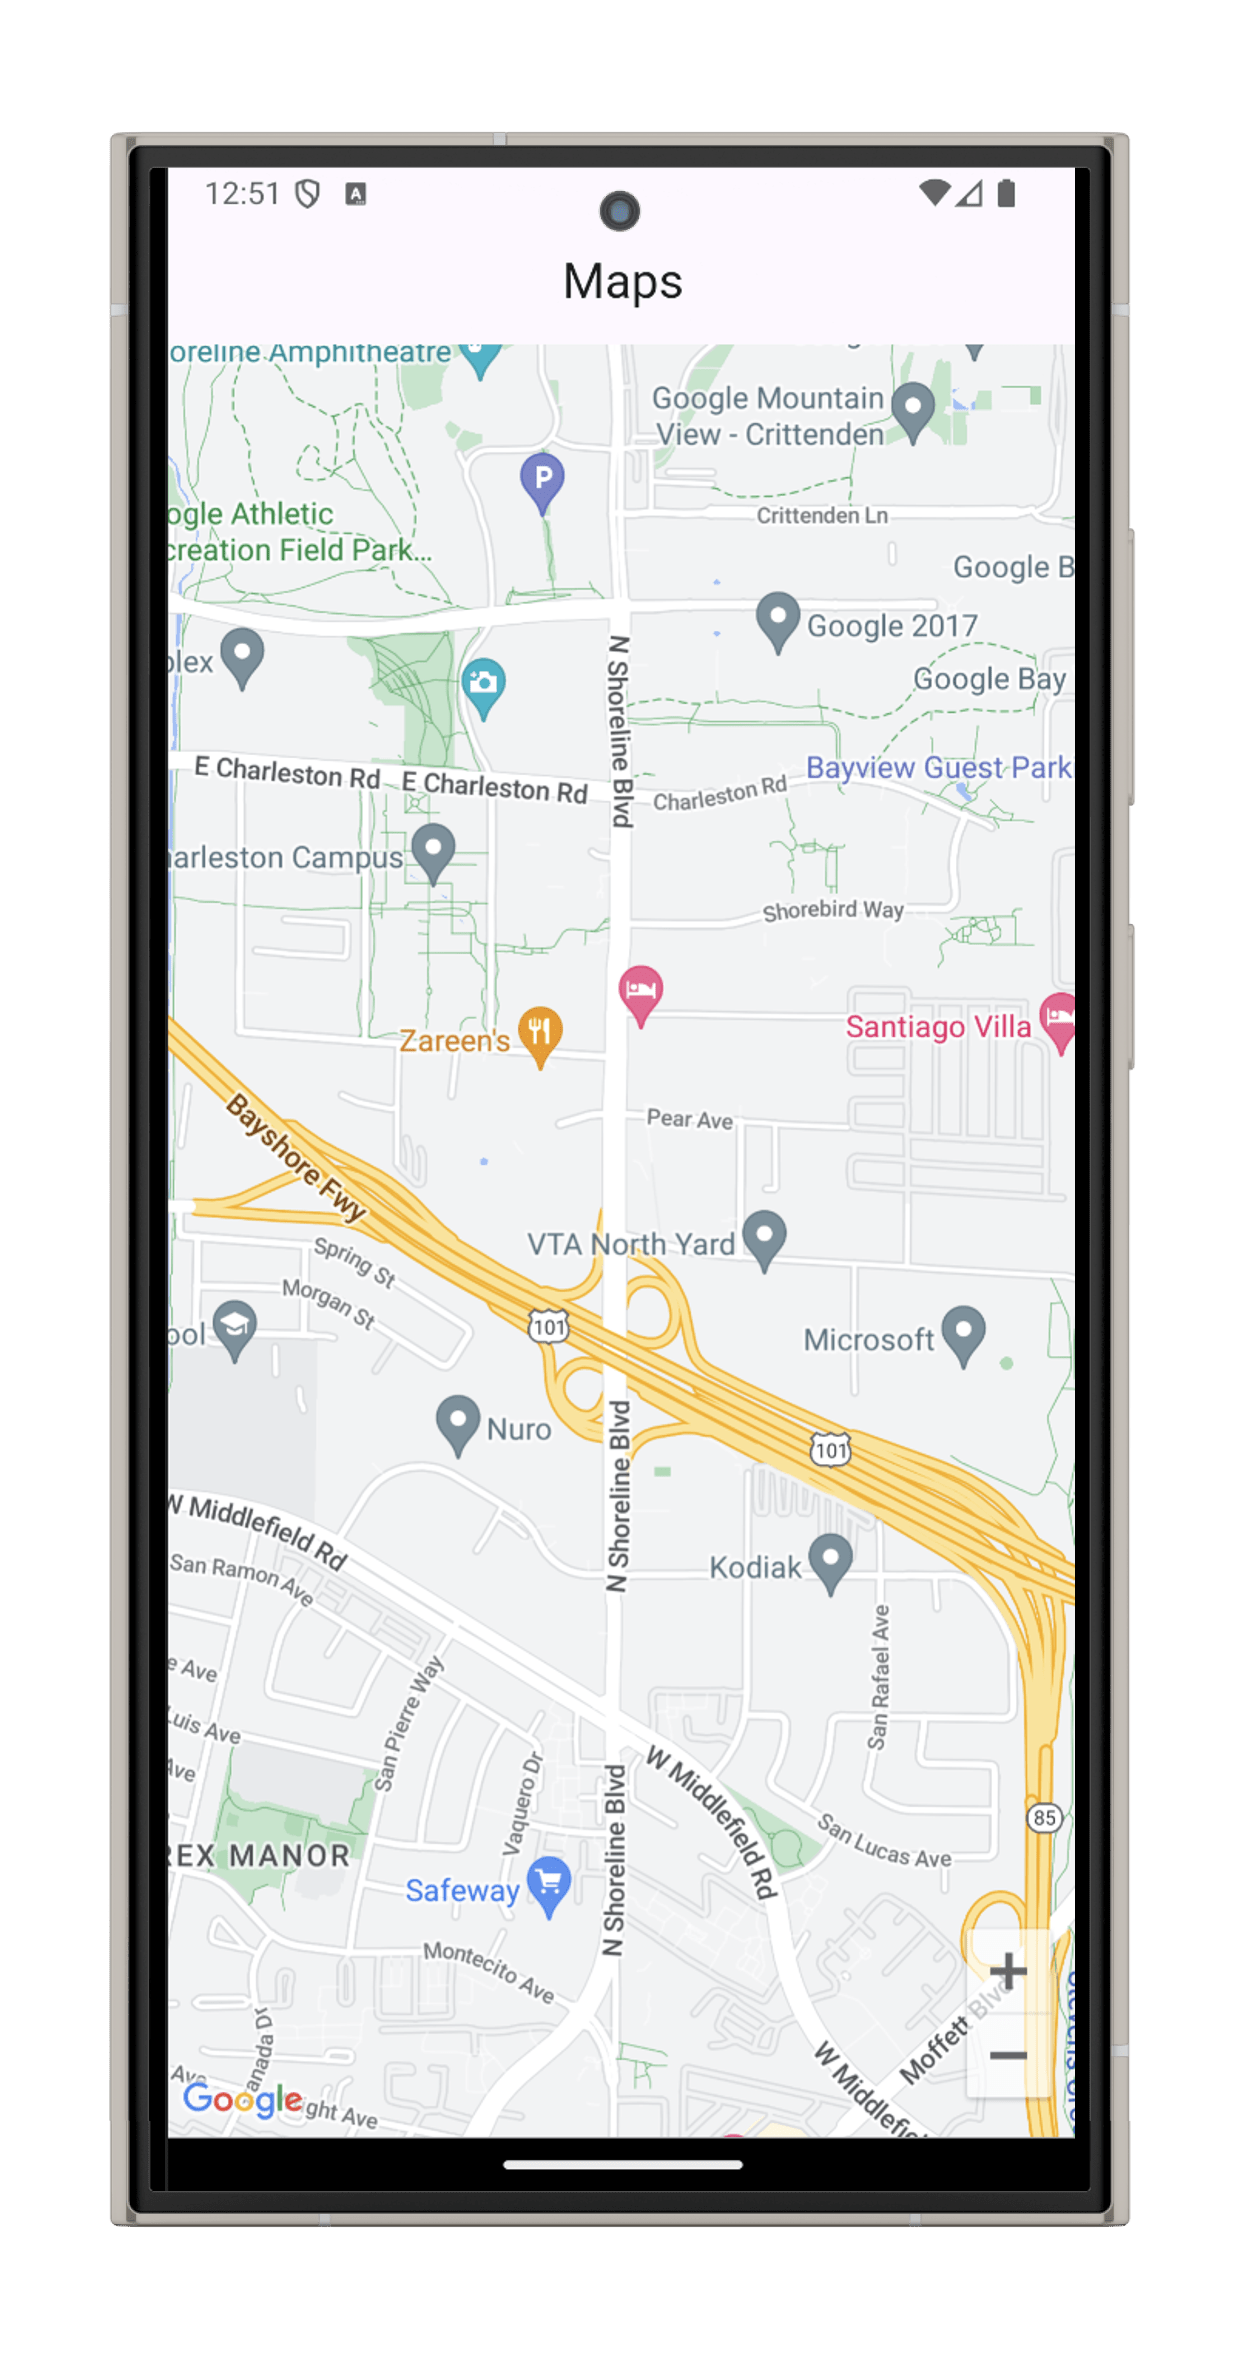 12:51
A
Maps
oreline Amphitheatre
Google Mountain
View - Crittenden
P
ogle Athletic
creation Field Park...
Crittenden Ln
Google B
Google 2017
plex
N Shoreline Blvd
Google Bay
E Charleston Rd
E Charleston Rd
Charleston Rd
Bayview Guest Park
arleston Campus
Shorebird Way
Zareen's
Santiago Villa
Bayshore Fwy
Pear Ave
VTA North Yard
Spring St
Morgan St
101
ool
Microsoft
Nuro
N Shoreline Blvd
101
W Middlefield Rd
San Ramon Ave
Kodiak
San Rafael Ave
e Ave
Luis Ave
San Pierre Way
Ave
Vaquero Dr
N Shoreline Blvd
W Middlefield Rd
San Lucas Ave
85
REX MANOR
Safeway
Montecito Ave
Moffett Blvd
anada Dr
W Middlefie
Ave
Google
ight Ave